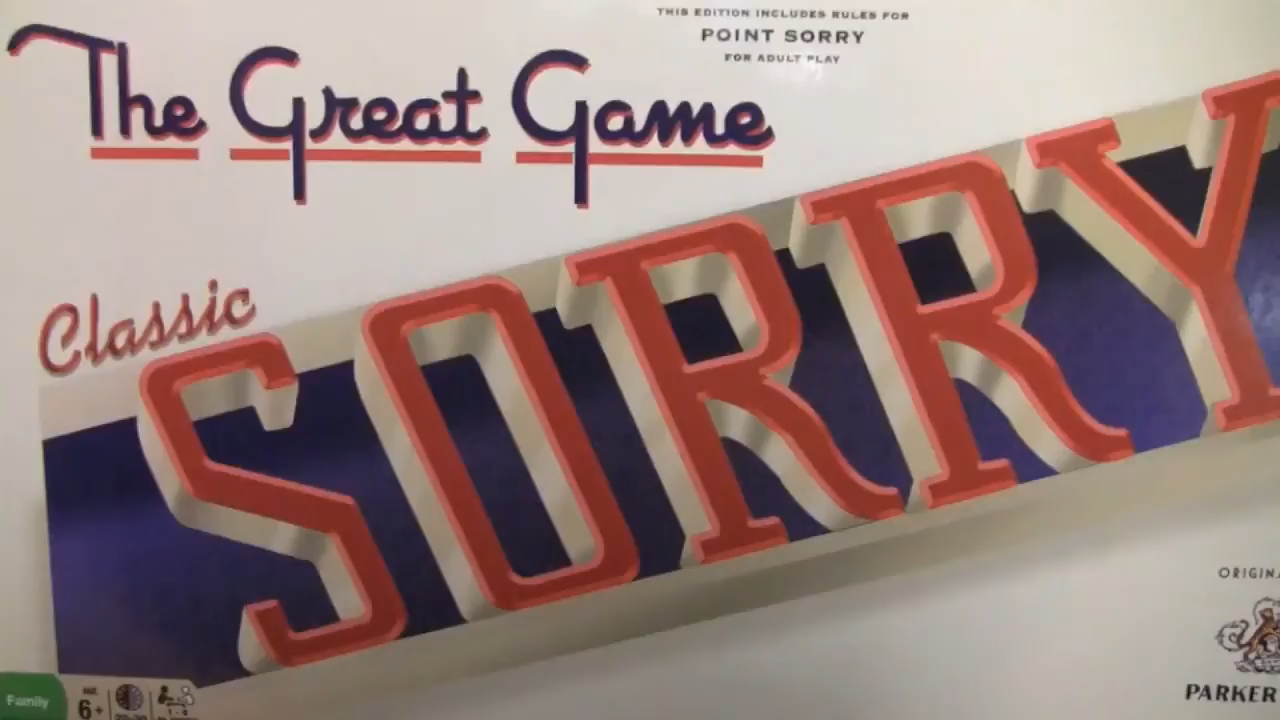 THIS EDITION INCLUDES RULES FOR
POINT SORRY
FOR ADULT PLAY
The Great Game
Classic
SORRY
ORIGINA
PARKER
Family
6+